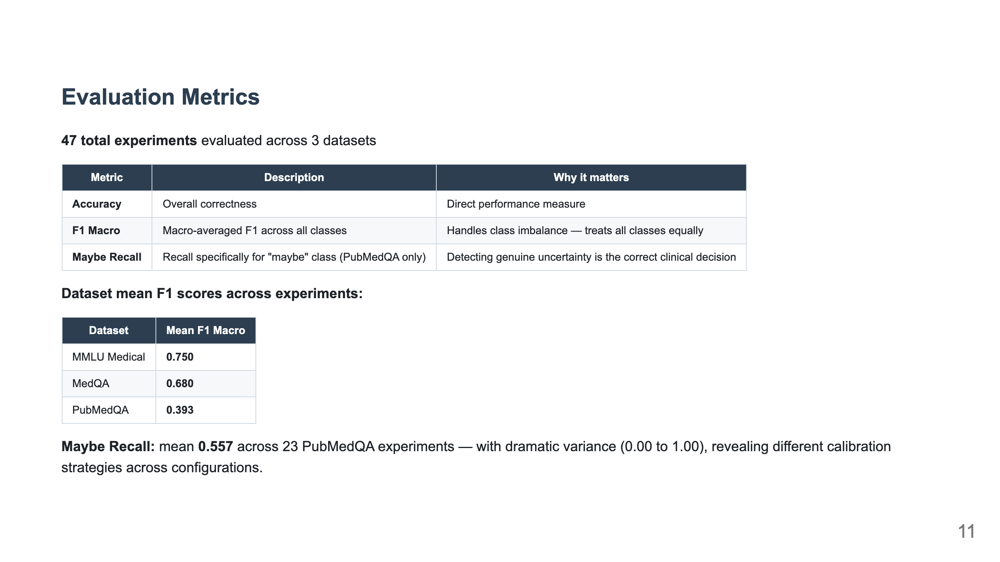 Evaluation Metrics
47 total experiments evaluated across 3 datasets
Metric Description Why it matters
Accuracy Overall correctness Direct performance measure
F1 Macro Macro-averaged F1 across all classes Handles class imbalance — treats all classes equally
Maybe Recall Recall specifically for "maybe" class (PubMedQA only) Detecting genuine uncertainty is the correct clinical decision
Dataset mean F1 scores across experiments:
Dataset Mean F1 Macro
MMLU Medical 0.750
MedQA 0.680
PubMedQA 0.393
Maybe Recall: mean 0.557 across 23 PubMedQA experiments — with dramatic variance (0.00 to 1.00), revealing different calibration
strategies across configurations.
11